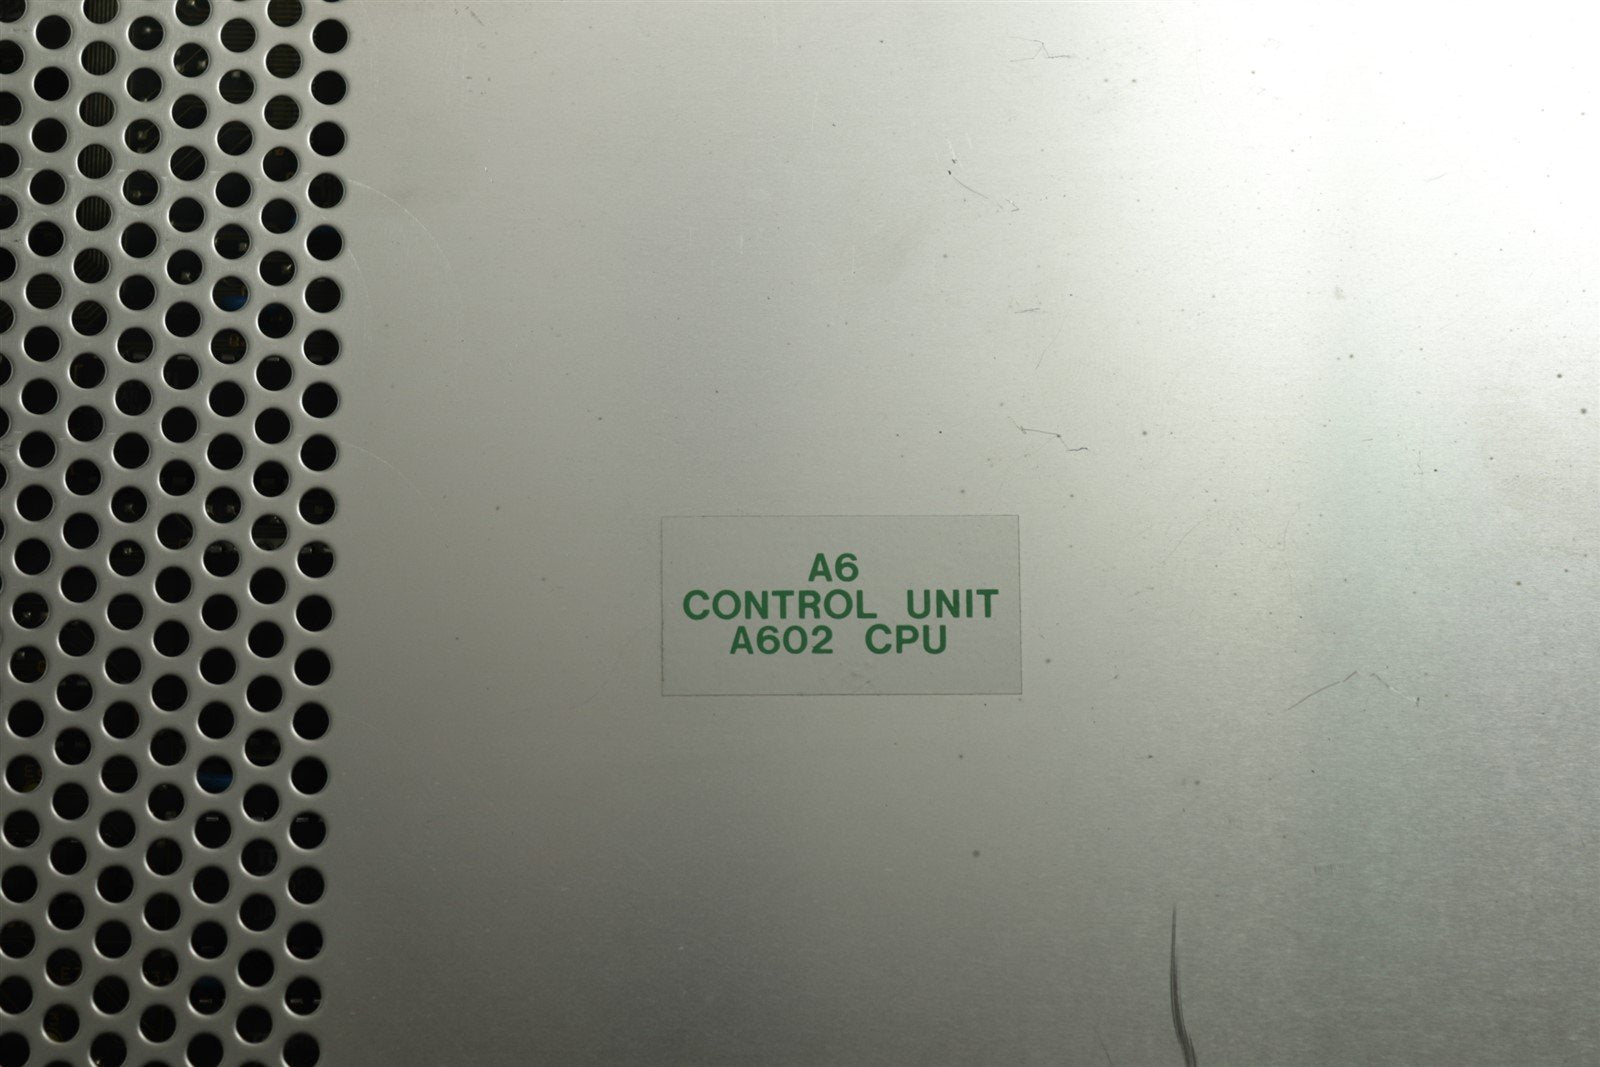 A6
CONTROL UNIT
A602 CPU